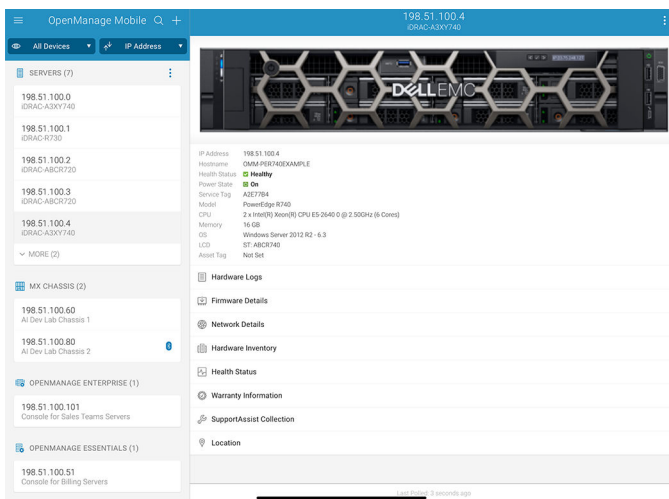 OpenManage Mobile
All Devices
IP Address
SERVERS (7)
198.51.100.0
iDRAC-A3XY740
198.51.100.1
iDRAC-R730
198.51.100.2
iDRAC-ABCR720
198.51.100.3
iDRAC-ABCR720
198.51.100.4
iDRAC-A3XY740
MORE (2)
MX CHASSIS (2)
198.51.100.60
AI Dev Lab Chassis 1
198.51.100.80
AI Dev Lab Chassis 2
OPENMANAGE ENTERPRISE (1)
198.51.100.101
Console for Sales Teams Servers
OPENMANAGE ESSENTIALS (1)
198.51.100.51
Console for Billing Servers
198.51.100.4
iDRAC-A3XY740
DELLEMC
IP Address 198.51.100.4
Hostname OMM-PER740EXAMPLE
Health Status Healthy
Power State On
Service Tag A2E77B4
Model PowerEdge R740
CPU 2 x Intel(R) Xeon(R) CPU E5-2640 0 @ 2.50GHz (6 Cores)
Memory 16 GB
OS Windows Server 2012 R2 - 6.3
LCD ST: ABCR740
Asset Tag Not Set
Hardware Logs
Firmware Details
Network Details
Hardware Inventory
Health Status
Warranty Information
SupportAssist Collection
Location
Last Polled: 3 seconds ago